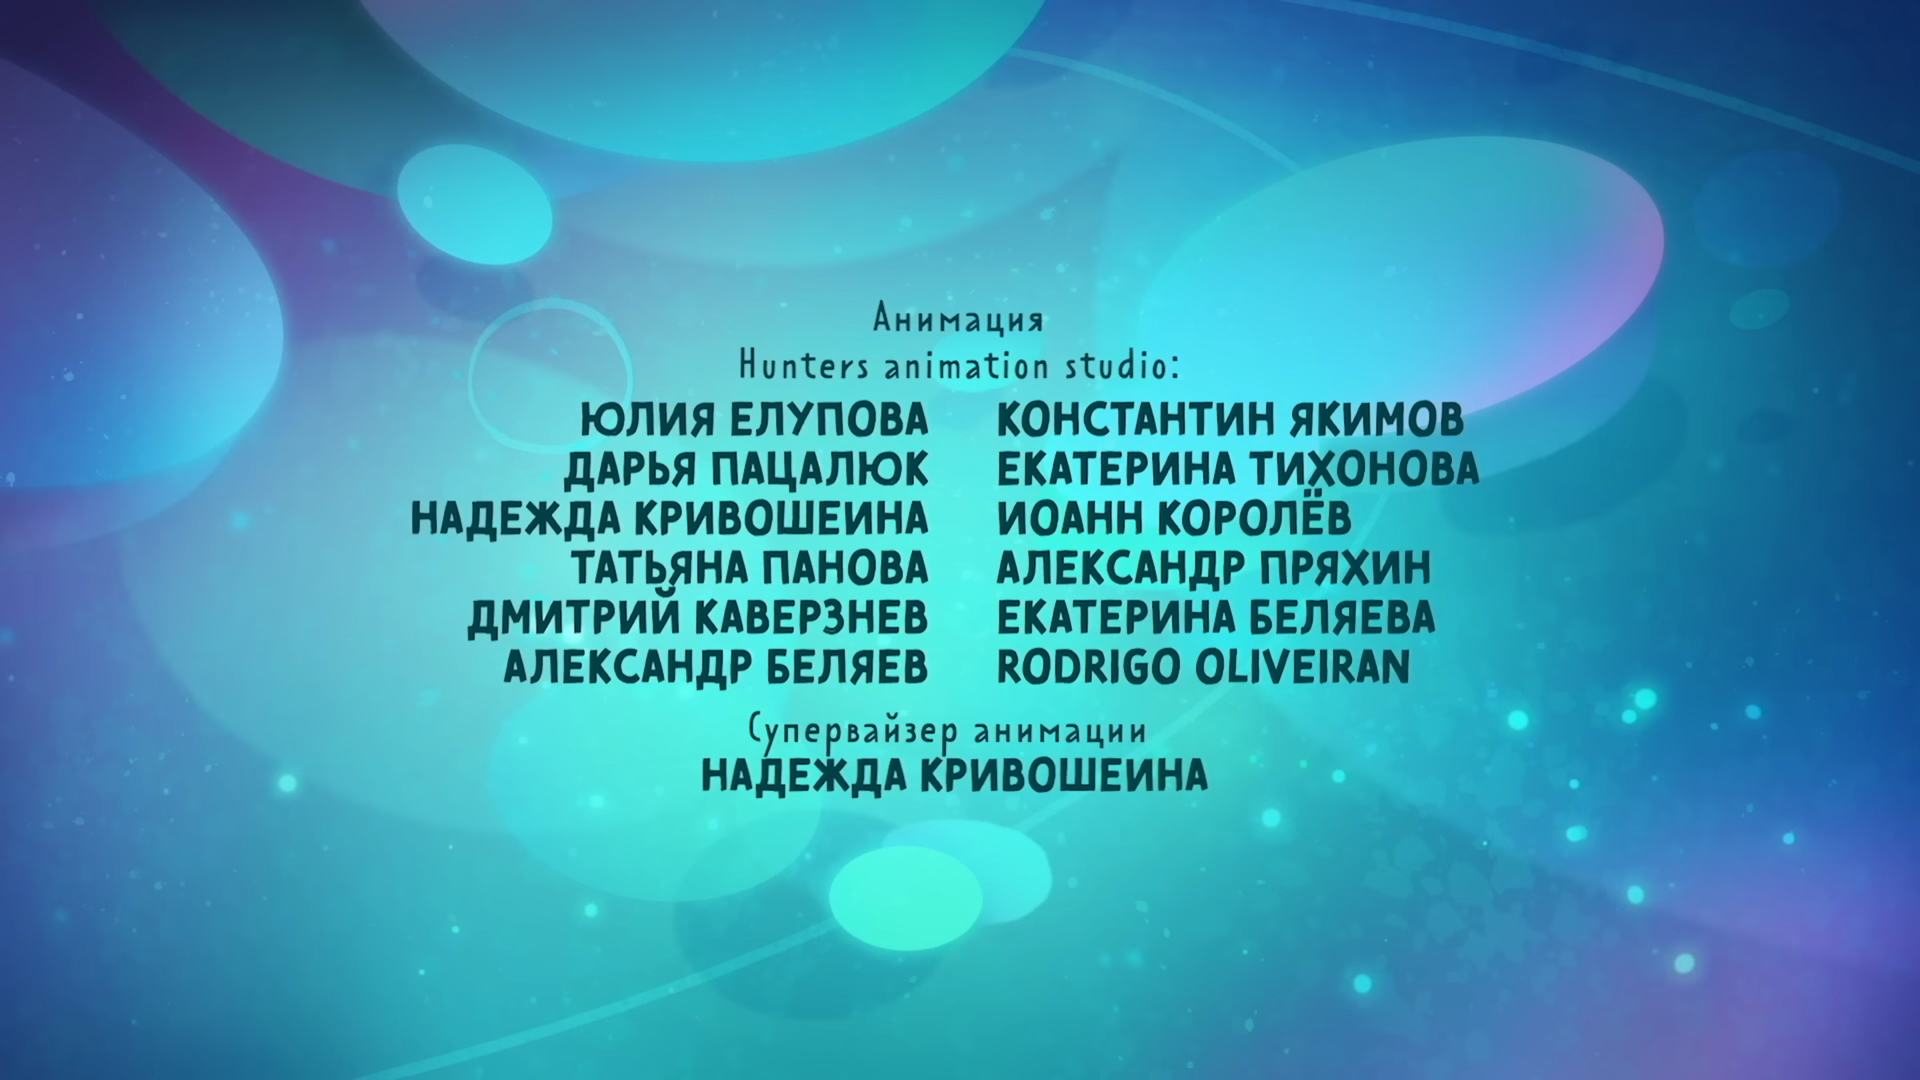 Анимация
Hunters animation studio:
ЮЛИЯ ЕЛУПОВА КОНСТАНТИН ЯКИМОВ
ДАРЬЯ ПАЦАЛЮК ЕКАТЕРИНА ТИХОНОВА
НАДЕЖДА КРИВОШЕИНА ИОАНН КОРОЛЁВ
ТАТЬЯНА ПАНОВА АЛЕКСАНДР ПРЯХИН
ДМИТРИЙ КАВЕРЗНЕВ ЕКАТЕРИНА БЕЛЯЕВА
АЛЕКСАНДР БЕЛЯЕВ RODRIGO OLIVEIRAN
Супервайзер анимации
НАДЕЖДА КРИВОШЕИНА